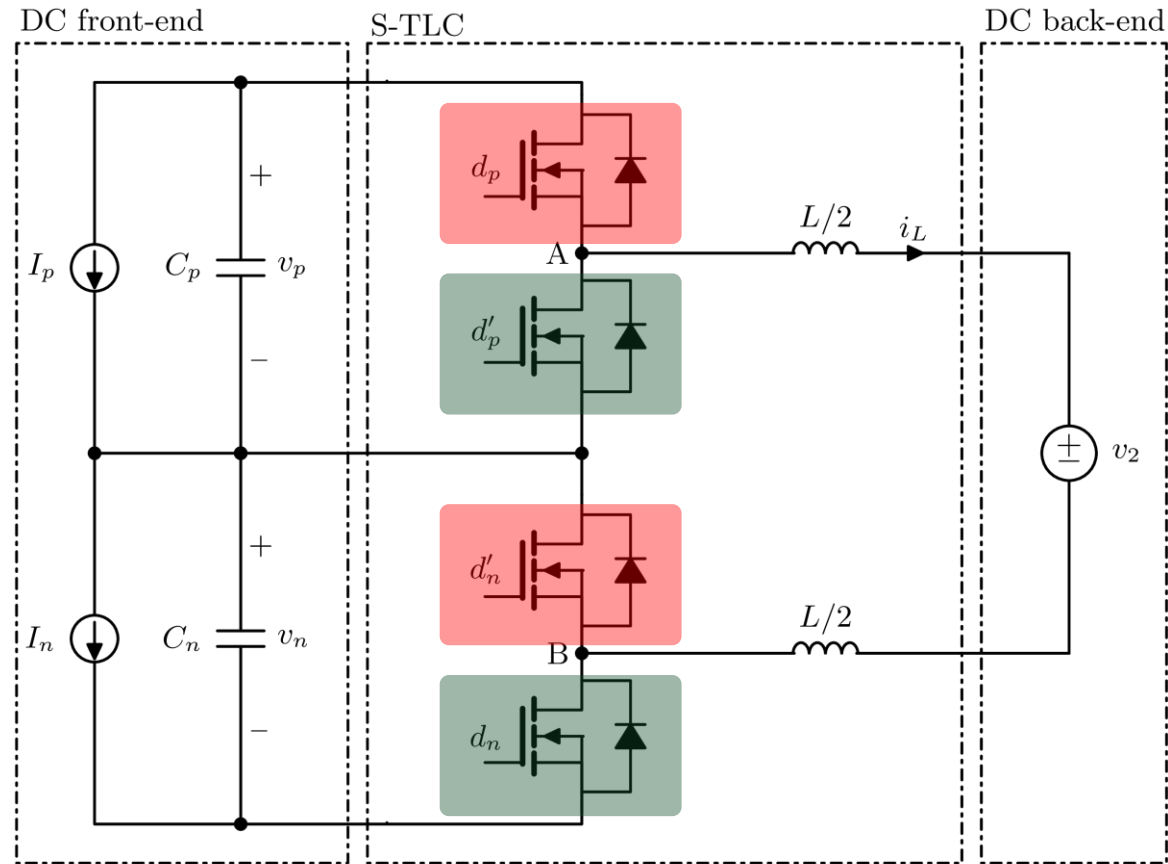 DC front-end
S-TLC
DC back-end
+
d_p
L/2
i_L
A
I_p
C_p
v_p
d'_p
−
±
v_2
+
d'_n
L/2
I_n
C_n
v_n
B
−
d_n